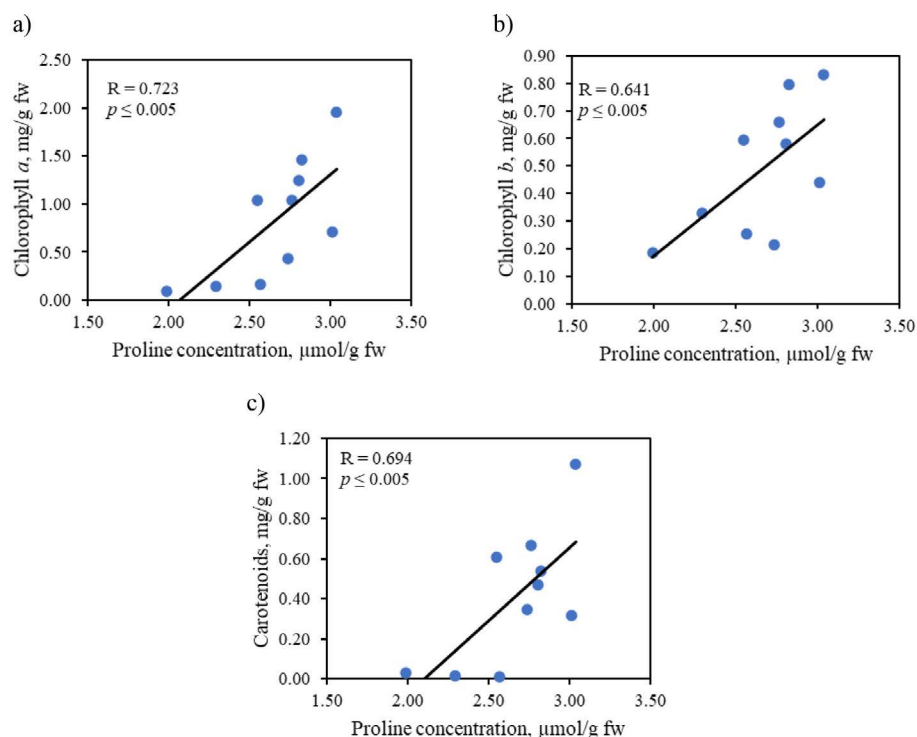 a)
2.50
2.00
1.50
1.00
0.50
0.00
Chlorophyll a, mg/g fw
R = 0.723
p ≤ 0.005
1.50 2.00 2.50 3.00 3.50
Proline concentration, µmol/g fw
b)
0.90
0.80
0.70
0.60
0.50
0.40
0.30
0.20
0.10
0.00
Chlorophyll b, mg/g fw
R = 0.641
p ≤ 0.005
1.50 2.00 2.50 3.00 3.50
Proline concentration, µmol/g fw
c)
1.20
1.00
0.80
0.60
0.40
0.20
0.00
Carotenoids, mg/g fw
R = 0.694
p ≤ 0.005
1.50 2.00 2.50 3.00 3.50
Proline concentration, µmol/g fw